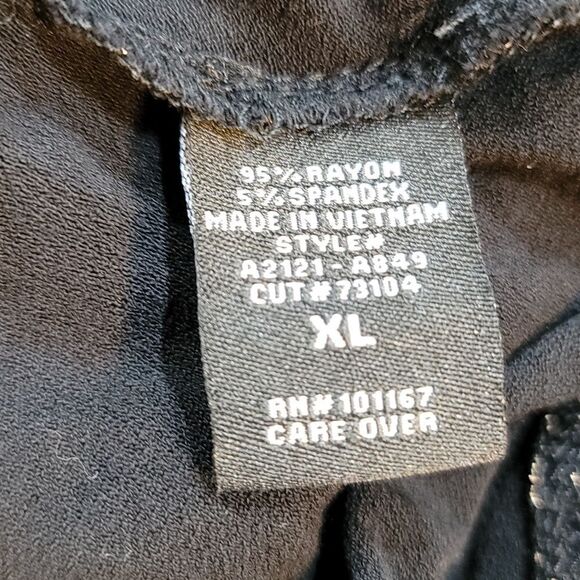 95% RAYON
5% SPANDEX
MADE IN VIETNAM
STYLE#
A2121-A849
CUT# 73104
XL
RN# 101167
CARE OVER